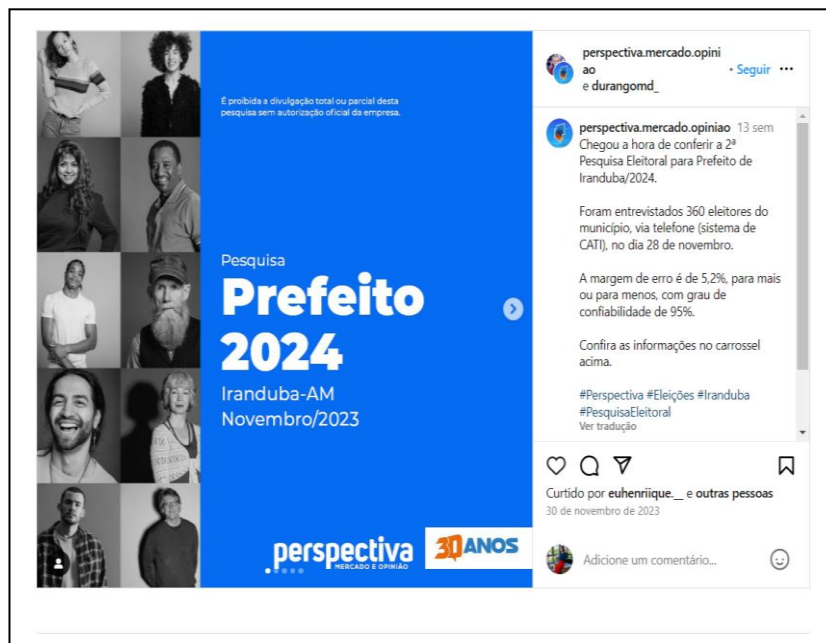 É proibida a divulgação total ou parcial desta
pesquisa sem autorização oficial da empresa.
Pesquisa
Prefeito
2024
Iranduba-AM
Novembro/2023
perspectiva
MERCADO E OPINIÃO
30 ANOS
perspectiva.mercado.opini
ao
• Seguir •••
e durangomd_
perspectiva.mercado.opiniao 13 sem
Chegou a hora de conferir a 2ª
Pesquisa Eleitoral para Prefeito de
Iranduba/2024.
Foram entrevistados 360 eleitores do
município, via telefone (sistema de
CATI), no dia 28 de novembro.
A margem de erro é de 5,2%, para mais
ou para menos, com grau de
confiabilidade de 95%.
Confira as informações no carrossel
acima.
#Perspectiva #Eleições #Iranduba
#PesquisaEleitoral
Ver tradução
Curtido por euhenriique.__ e outras pessoas
30 de novembro de 2023
Adicione um comentário...